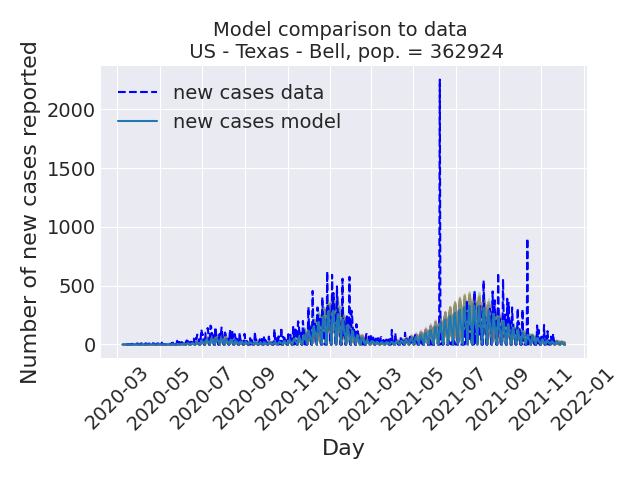 Model comparison to data
US - Texas - Bell, pop. = 362924
Number of new cases reported
2000
1500
1000
500
0
new cases data
new cases model
2020-03
2020-05
2020-07
2020-09
2020-11
2021-01
2021-03
2021-05
2021-07
2021-09
2021-11
2022-01
Day